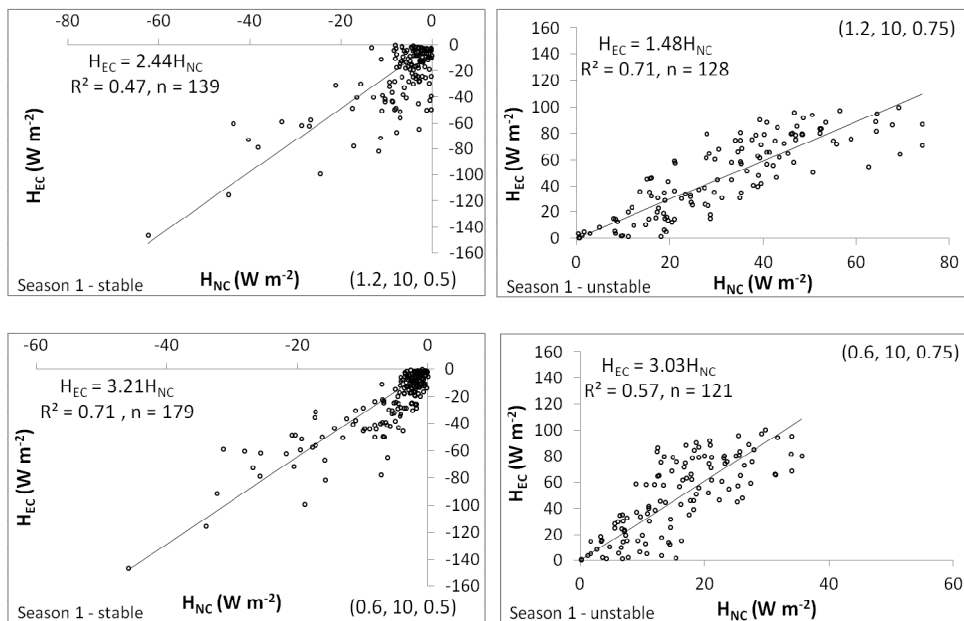 -80 -60 -40 -20 0
H_EC = 2.44H_NC
R² = 0.47, n = 139
0
-20
-40
-60
-80
-100
-120
-140
-160
H_EC (W m⁻²)
H_NC (W m⁻²)
(1.2, 10, 0.5)
Season 1 - stable
(1.2, 10, 0.75)
H_EC = 1.48H_NC
R² = 0.71, n = 128
160
140
120
100
80
60
40
20
0
H_EC (W m⁻²)
0 20 40 60 80
H_NC (W m⁻²)
Season 1 - unstable
-60 -40 -20 0
H_EC = 3.21H_NC
R² = 0.71 , n = 179
0
-20
-40
-60
-80
-100
-120
-140
-160
H_EC (W m⁻²)
H_NC (W m⁻²)
(0.6, 10, 0.5)
Season 1 - stable
(0.6, 10, 0.75)
H_EC = 3.03H_NC
R² = 0.57, n = 121
160
140
120
100
80
60
40
20
0
H_EC (W m⁻²)
0 20 40 60
H_NC (W m⁻²)
Season 1 - unstable